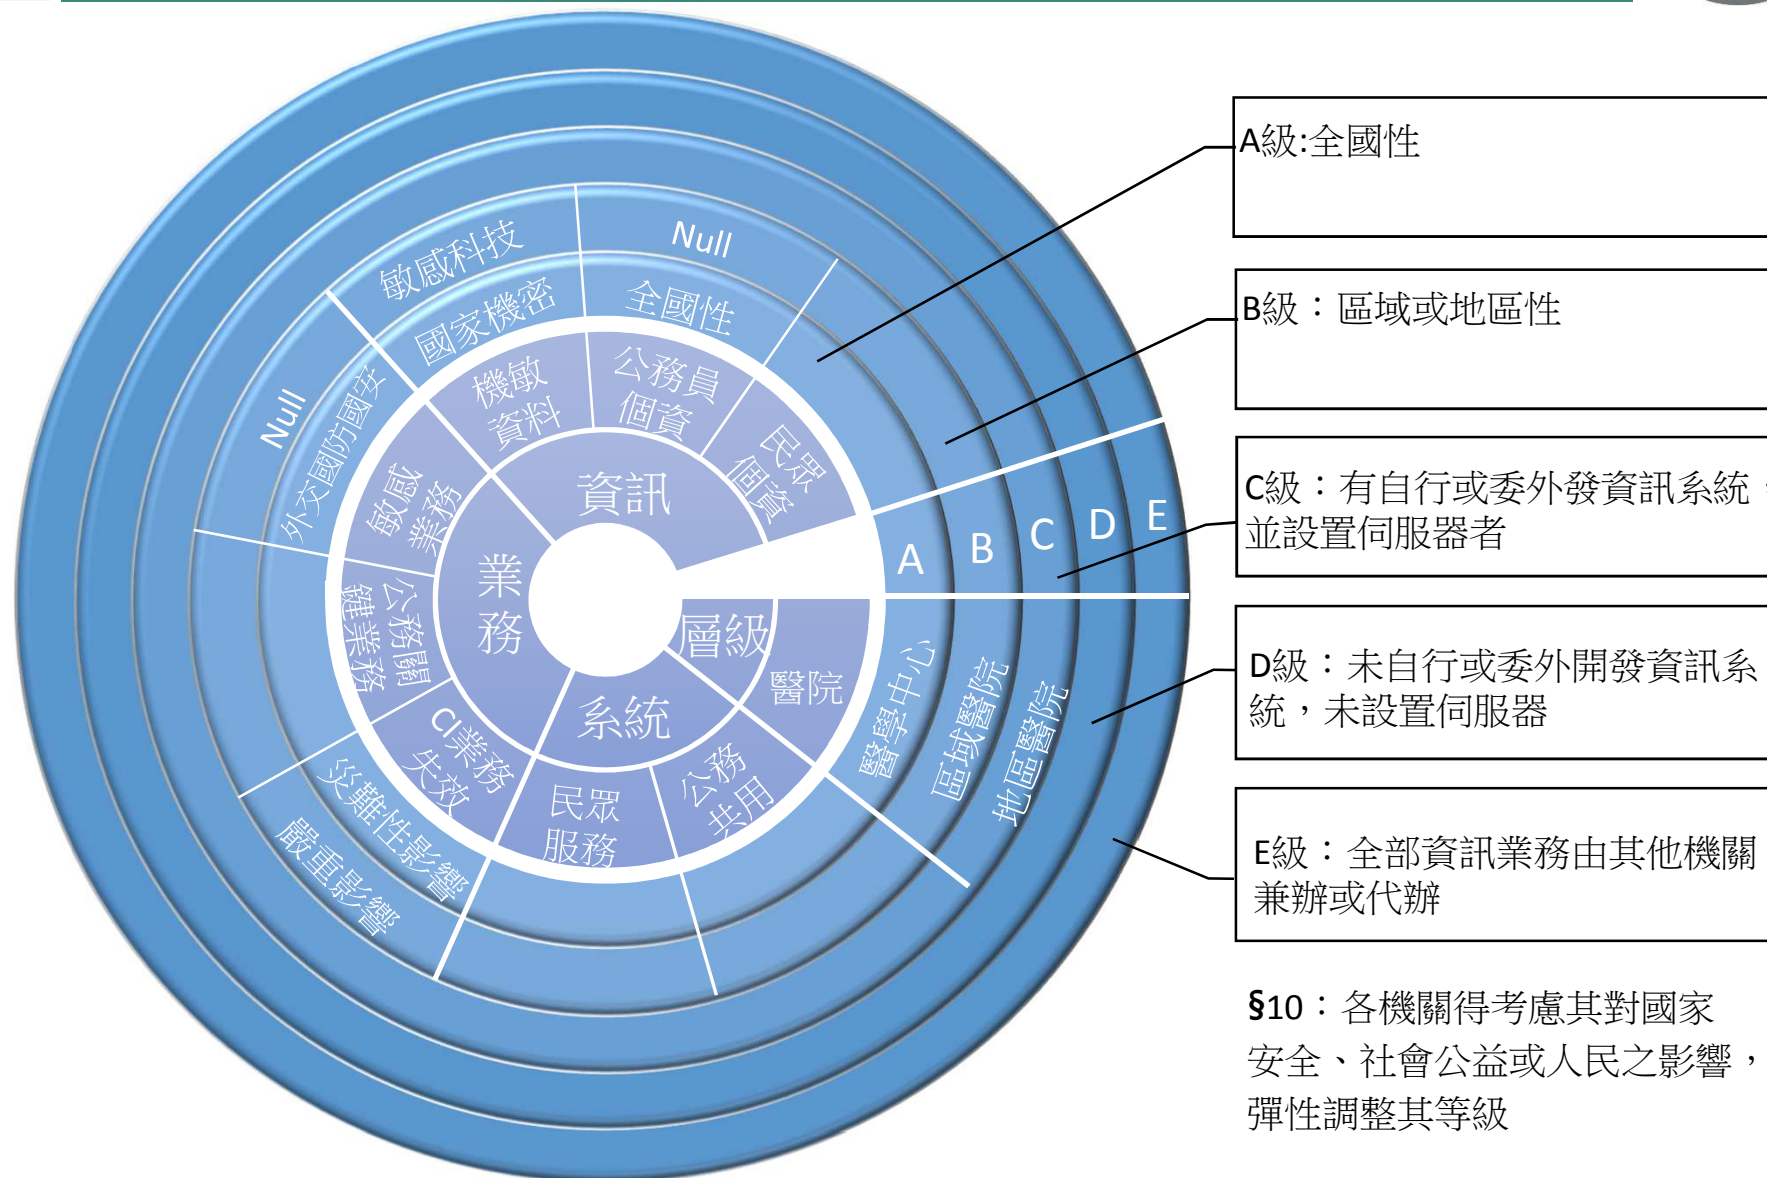 敏感科技
Null
國家機密
全國性
Null
外交國防國安
機敏
資料
公務員
個資
民眾
個資
敏感
業務
資訊
業
務
公務關
鍵業務
層級
醫院
系統
CI業務
失效
民眾
服務
公務
共用
災難性影響
嚴重影響
醫學中心
區域醫院
地區醫院
A
B
C
D
E
A級:全國性
B級：區域或地區性
C級：有自行或委外發資訊系統，
並設置伺服器者
D級：未自行或委外開發資訊系
統，未設置伺服器
E級：全部資訊業務由其他機關
兼辦或代辦
§10：各機關得考慮其對國家
安全、社會公益或人民之影響，
彈性調整其等級